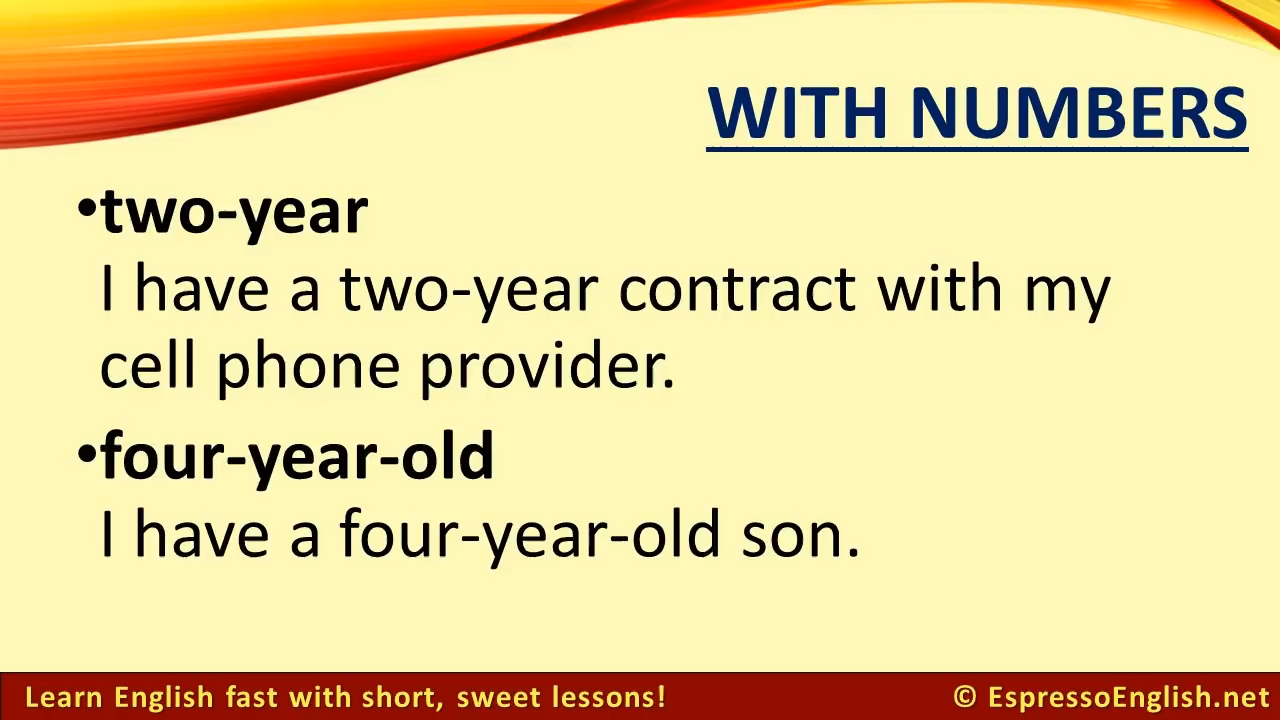 WITH NUMBERS
•two-year
I have a two-year contract with my
cell phone provider.
•four-year-old
I have a four-year-old son.
Learn English fast with short, sweet lessons!
© EspressoEnglish.net